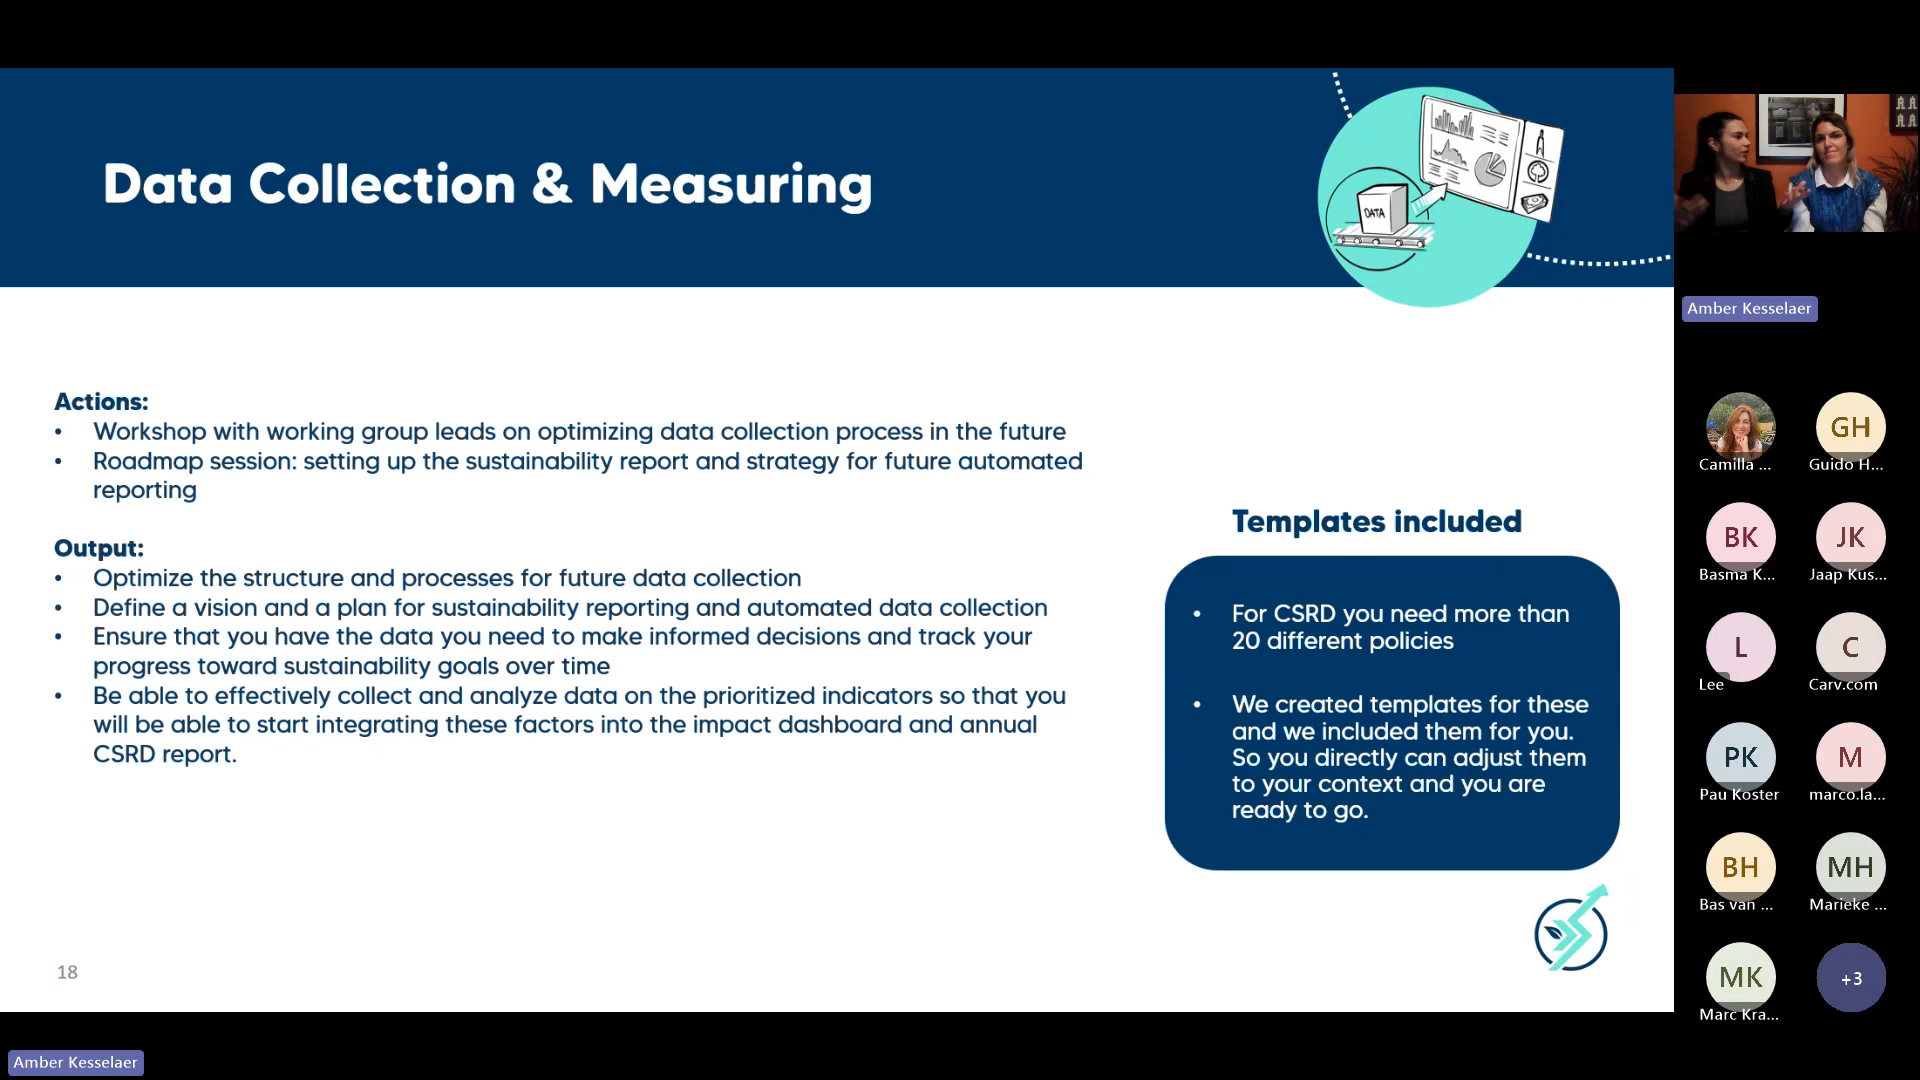 Data Collection & Measuring
DATA
Actions:
• Workshop with working group leads on optimizing data collection process in the future
• Roadmap session: setting up the sustainability report and strategy for future automated
reporting
Output:
• Optimize the structure and processes for future data collection
• Define a vision and a plan for sustainability reporting and automated data collection
• Ensure that you have the data you need to make informed decisions and track your
progress toward sustainability goals over time
• Be able to effectively collect and analyze data on the prioritized indicators so that you
will be able to start integrating these factors into the impact dashboard and annual
CSRD report.
Templates included
• For CSRD you need more than
20 different policies
• We created templates for these
and we included them for you.
So you directly can adjust them
to your context and you are
ready to go.
18
Amber Kesselaer
Camilla ...
GH
Guido H...
BK
Basma K...
JK
Jaap Kus...
L
Lee
C
Carv.com
PK
Pau Koster
M
marco.la...
BH
Bas van ...
MH
Marieke ...
MK
Marc Kra...
+3
Amber Kesselaer